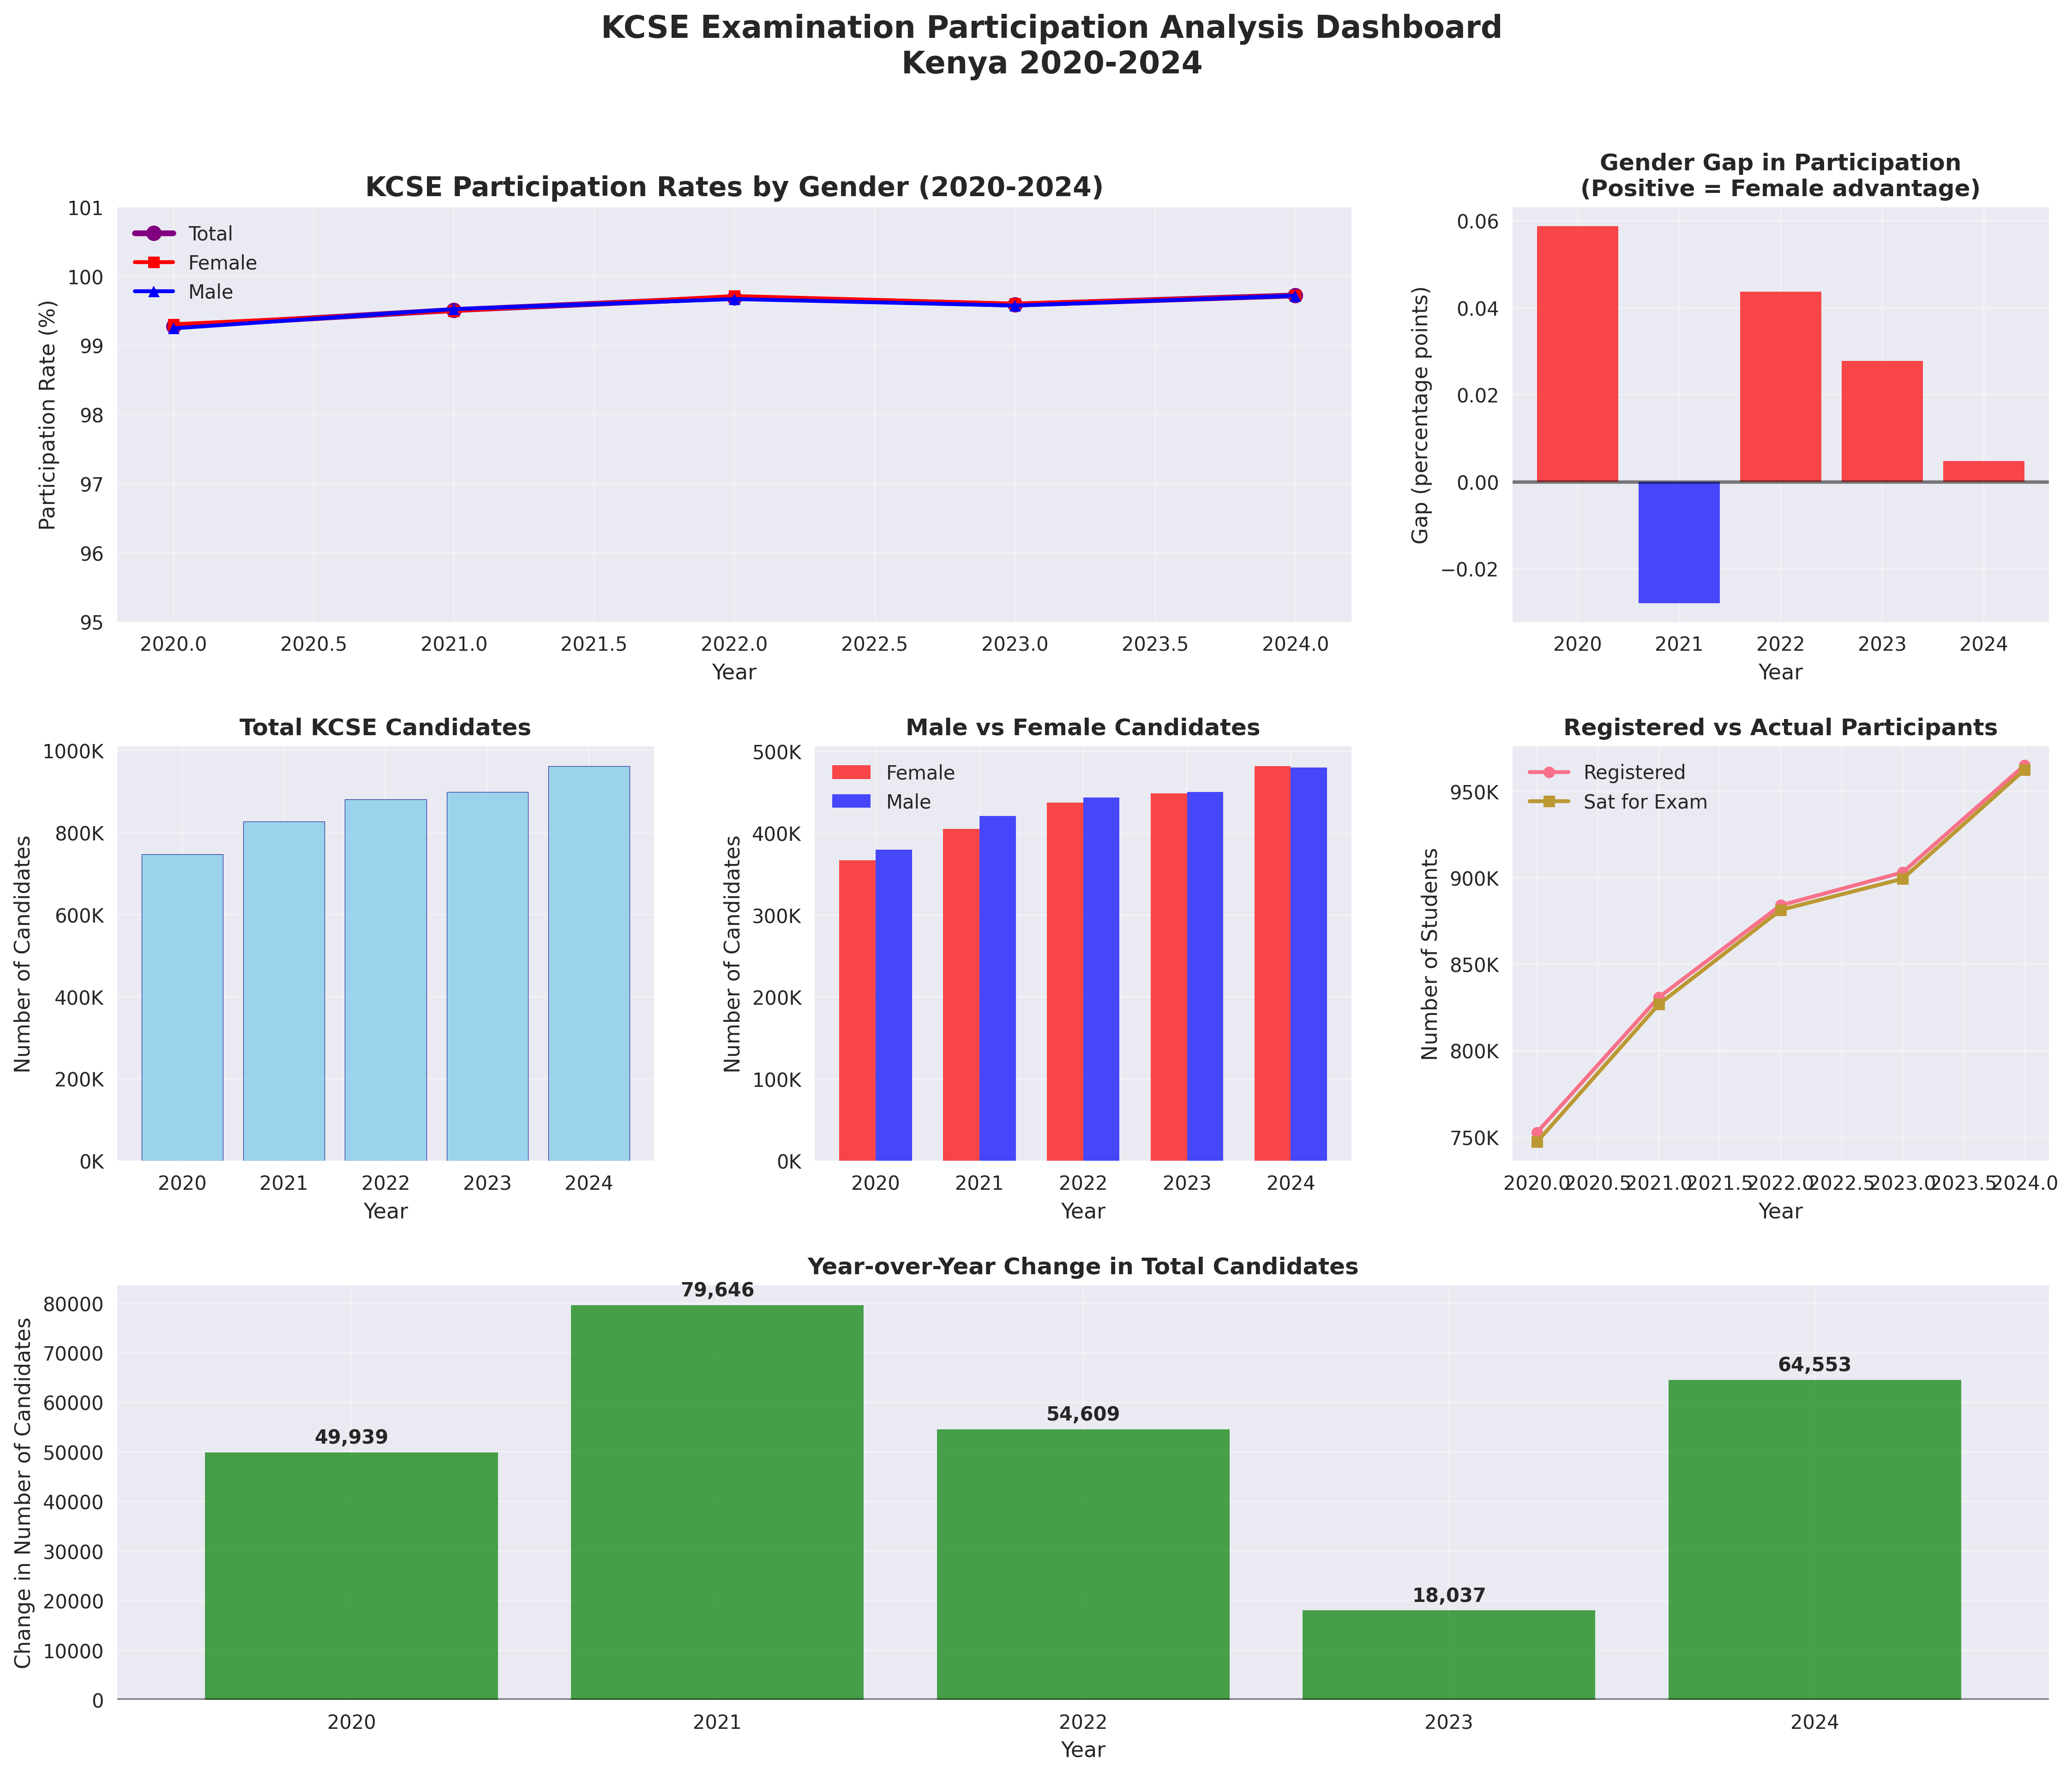 KCSE Examination Participation Analysis Dashboard
Kenya 2020-2024
KCSE Participation Rates by Gender (2020-2024)
101
100
99
98
97
96
95
Participation Rate (%)
Total
Female
Male
2020.0 2020.5 2021.0 2021.5 2022.0 2022.5 2023.0 2023.5 2024.0
Year
Gender Gap in Participation
(Positive = Female advantage)
0.06
0.04
0.02
0.00
−0.02
Gap (percentage points)
2020 2021 2022 2023 2024
Year
Total KCSE Candidates
1000K
800K
600K
400K
200K
0K
Number of Candidates
2020 2021 2022 2023 2024
Year
Male vs Female Candidates
500K
400K
300K
200K
100K
0K
Number of Candidates
Female
Male
2020 2021 2022 2023 2024
Year
Registered vs Actual Participants
950K
900K
850K
800K
750K
Number of Students
Registered
Sat for Exam
2020.0 2020.5 2021.0 2021.5 2022.0 2022.5 2023.0 2023.5 2024.0
Year
Year-over-Year Change in Total Candidates
80000
70000
60000
50000
40000
30000
20000
10000
0
Change in Number of Candidates
49,939
79,646
54,609
18,037
64,553
2020 2021 2022 2023 2024
Year